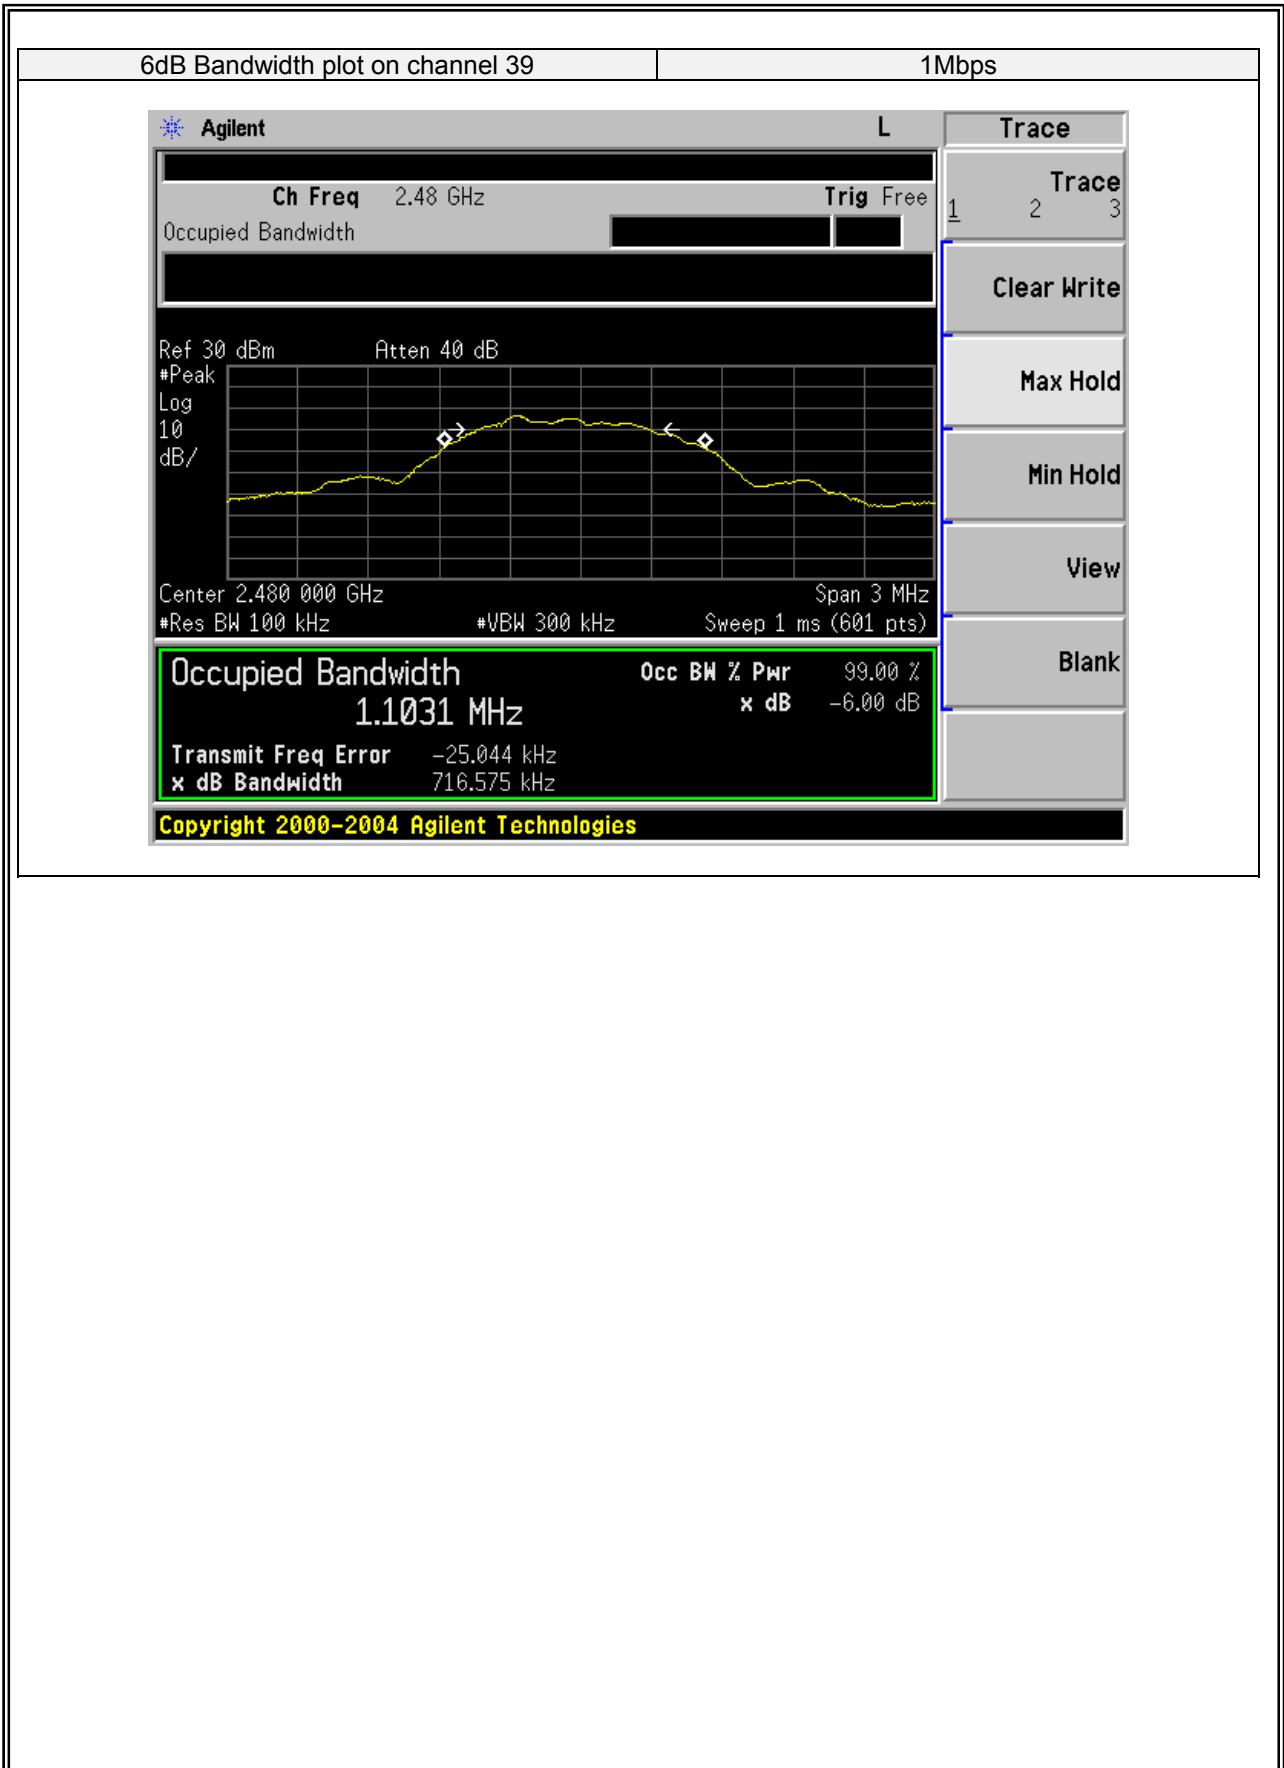 6dB Bandwidth plot on channel 39 1Mbps
Agilent L Trace
Ch Freq 2.48 GHz Trig Free
Occupied Bandwidth
Trace
1 2 3
Clear Write
Max Hold
Min Hold
View
Blank
Ref 30 dBm Atten 40 dB
#Peak
Log
10
dB/
Center 2.480 000 GHz Span 3 MHz
#Res BW 100 kHz #VBW 300 kHz Sweep 1 ms (601 pts)
Occupied Bandwidth Occ BW % Pwr 99.00 %
1.1031 MHz x dB -6.00 dB
Transmit Freq Error -25.044 kHz
x dB Bandwidth 716.575 kHz
Copyright 2000-2004 Agilent Technologies